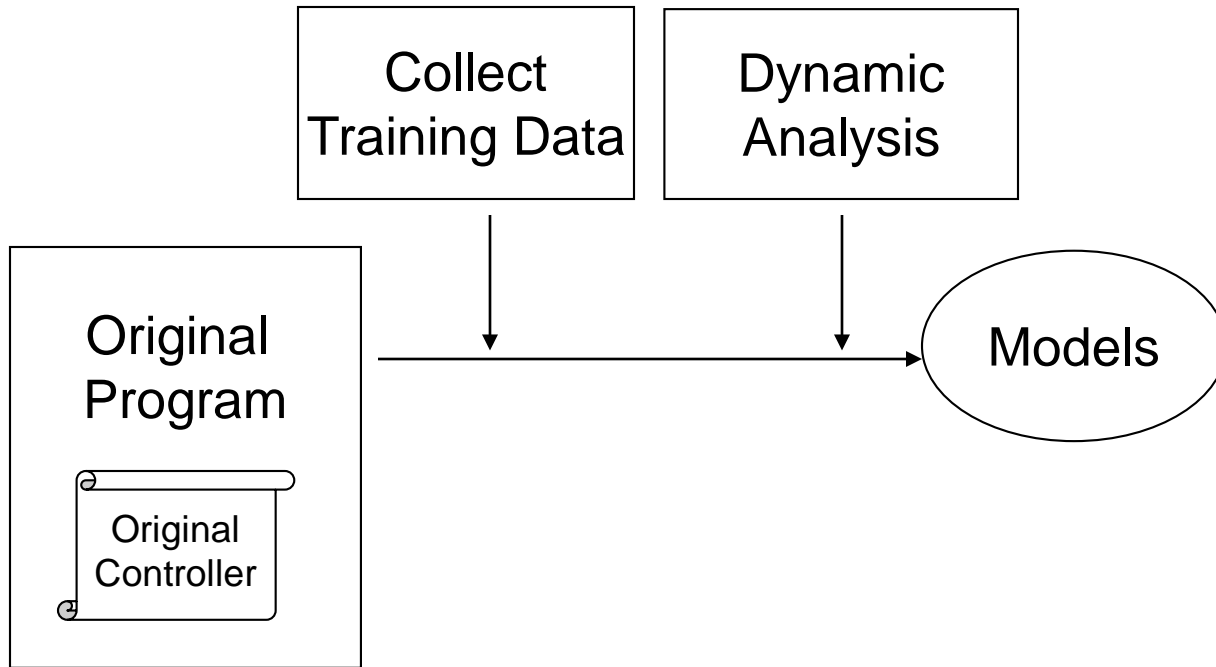 Collect
Training Data
Dynamic
Analysis
Original
Program
Original
Controller
Models